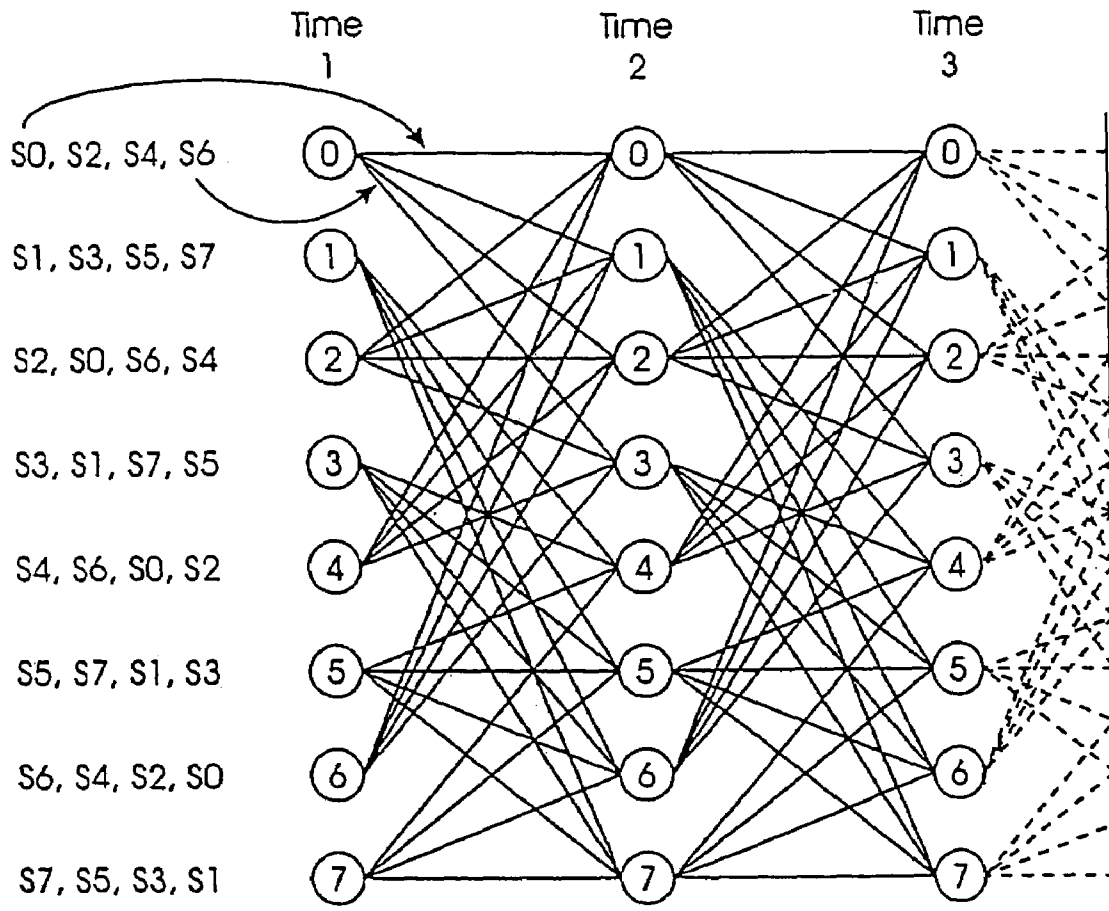 Time Time Time
1 2 3
S0, S2, S4, S6 0 0 0
S1, S3, S5, S7 1 1 1
S2, S0, S6, S4 2 2 2
S3, S1, S7, S5 3 3 3
S4, S6, S0, S2 4 4 4
S5, S7, S1, S3 5 5 5
S6, S4, S2, S0 6 6 6
S7, S5, S3, S1 7 7 7